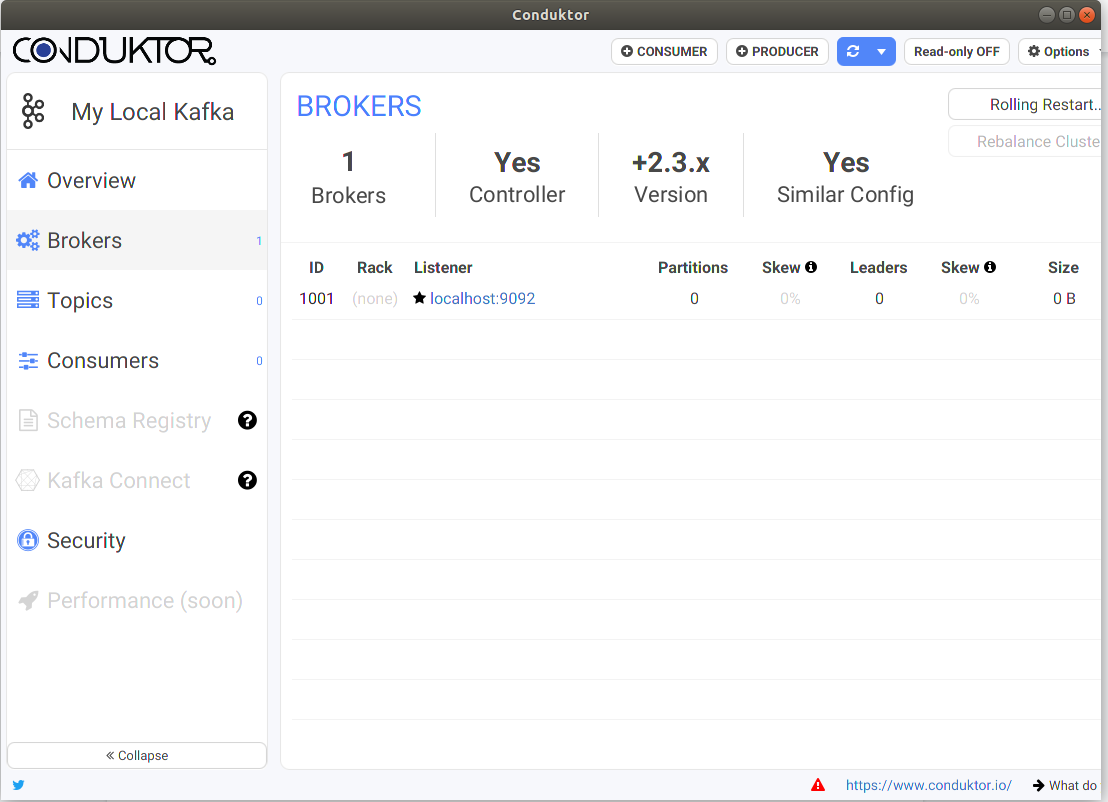 Conduktor
CONDUKTOR
CONSUMER
PRODUCER
Read-only OFF
Options
My Local Kafka
Overview
Brokers 1
Topics 0
Consumers 0
Schema Registry ?
Kafka Connect ?
Security
Performance (soon)
« Collapse
BROKERS
Rolling Restart..
Rebalance Cluste
1 Yes +2.3.x Yes
Brokers Controller Version Similar Config
ID Rack Listener Partitions Skew Leaders Skew Size
1001 (none) ★ localhost:9092 0 0% 0 0% 0 B
https://www.conduktor.io/ What do